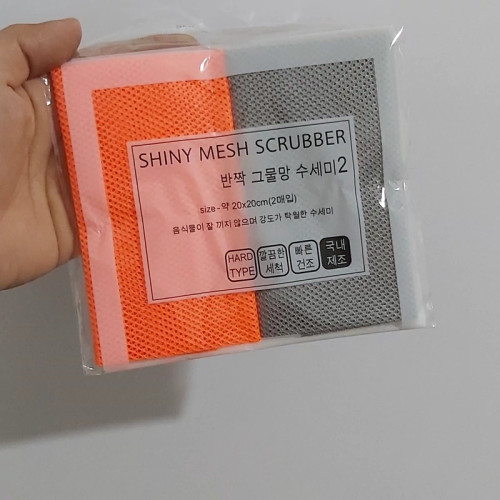 SHINY MESH SCRUBBER
반짝 그물망 수세미2
size-약 20x20cm(2매입)
음식물이 잘 끼지 않으며 강도가 탁월한 수세미
HARD TYPE
깔끔한 세척
빠른 건조
국내 제조